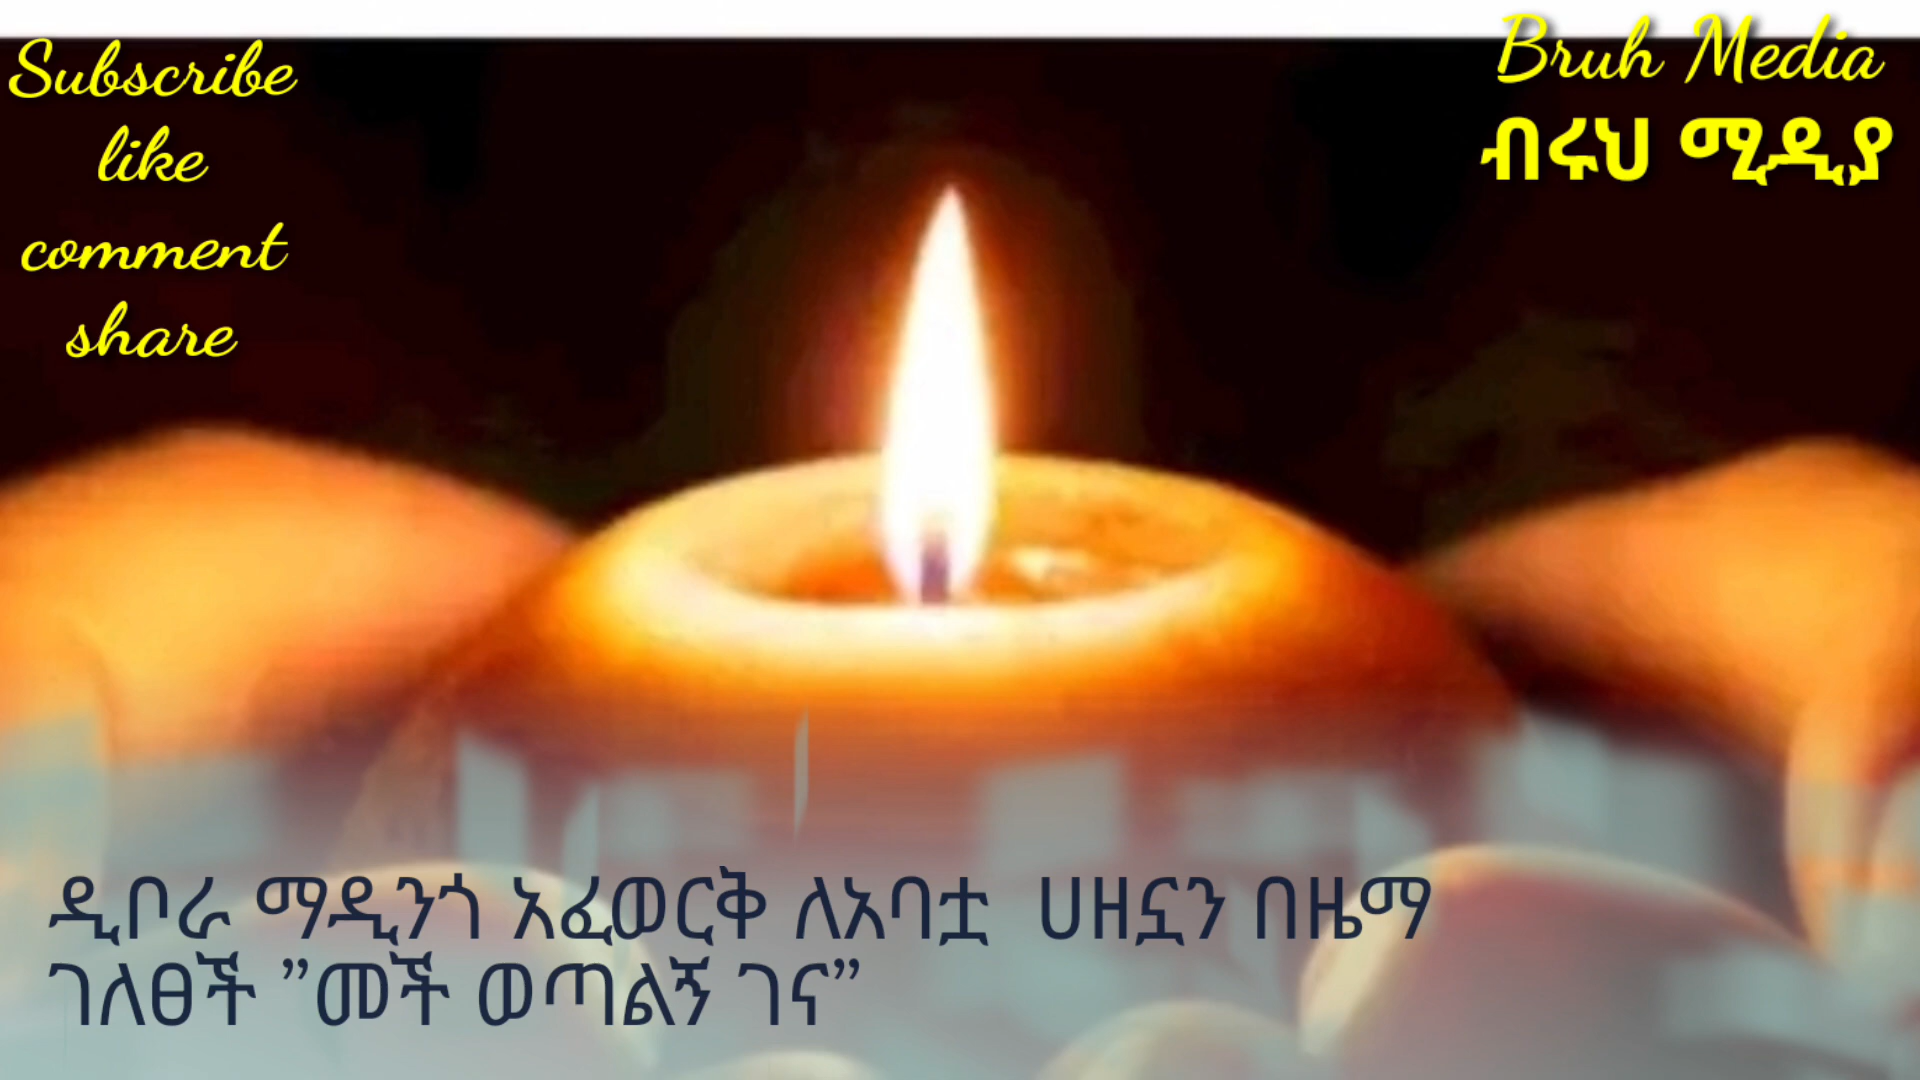 Subscribe
like
comment
share
Bruh Media
ብሩህ ሚዲያ
ዲቦራ ማዲንጎ አፈወርቅ ለአባቷ ሀዘኗን በዜማ
ገለፀች ”መች ወጣልኝ ገና”